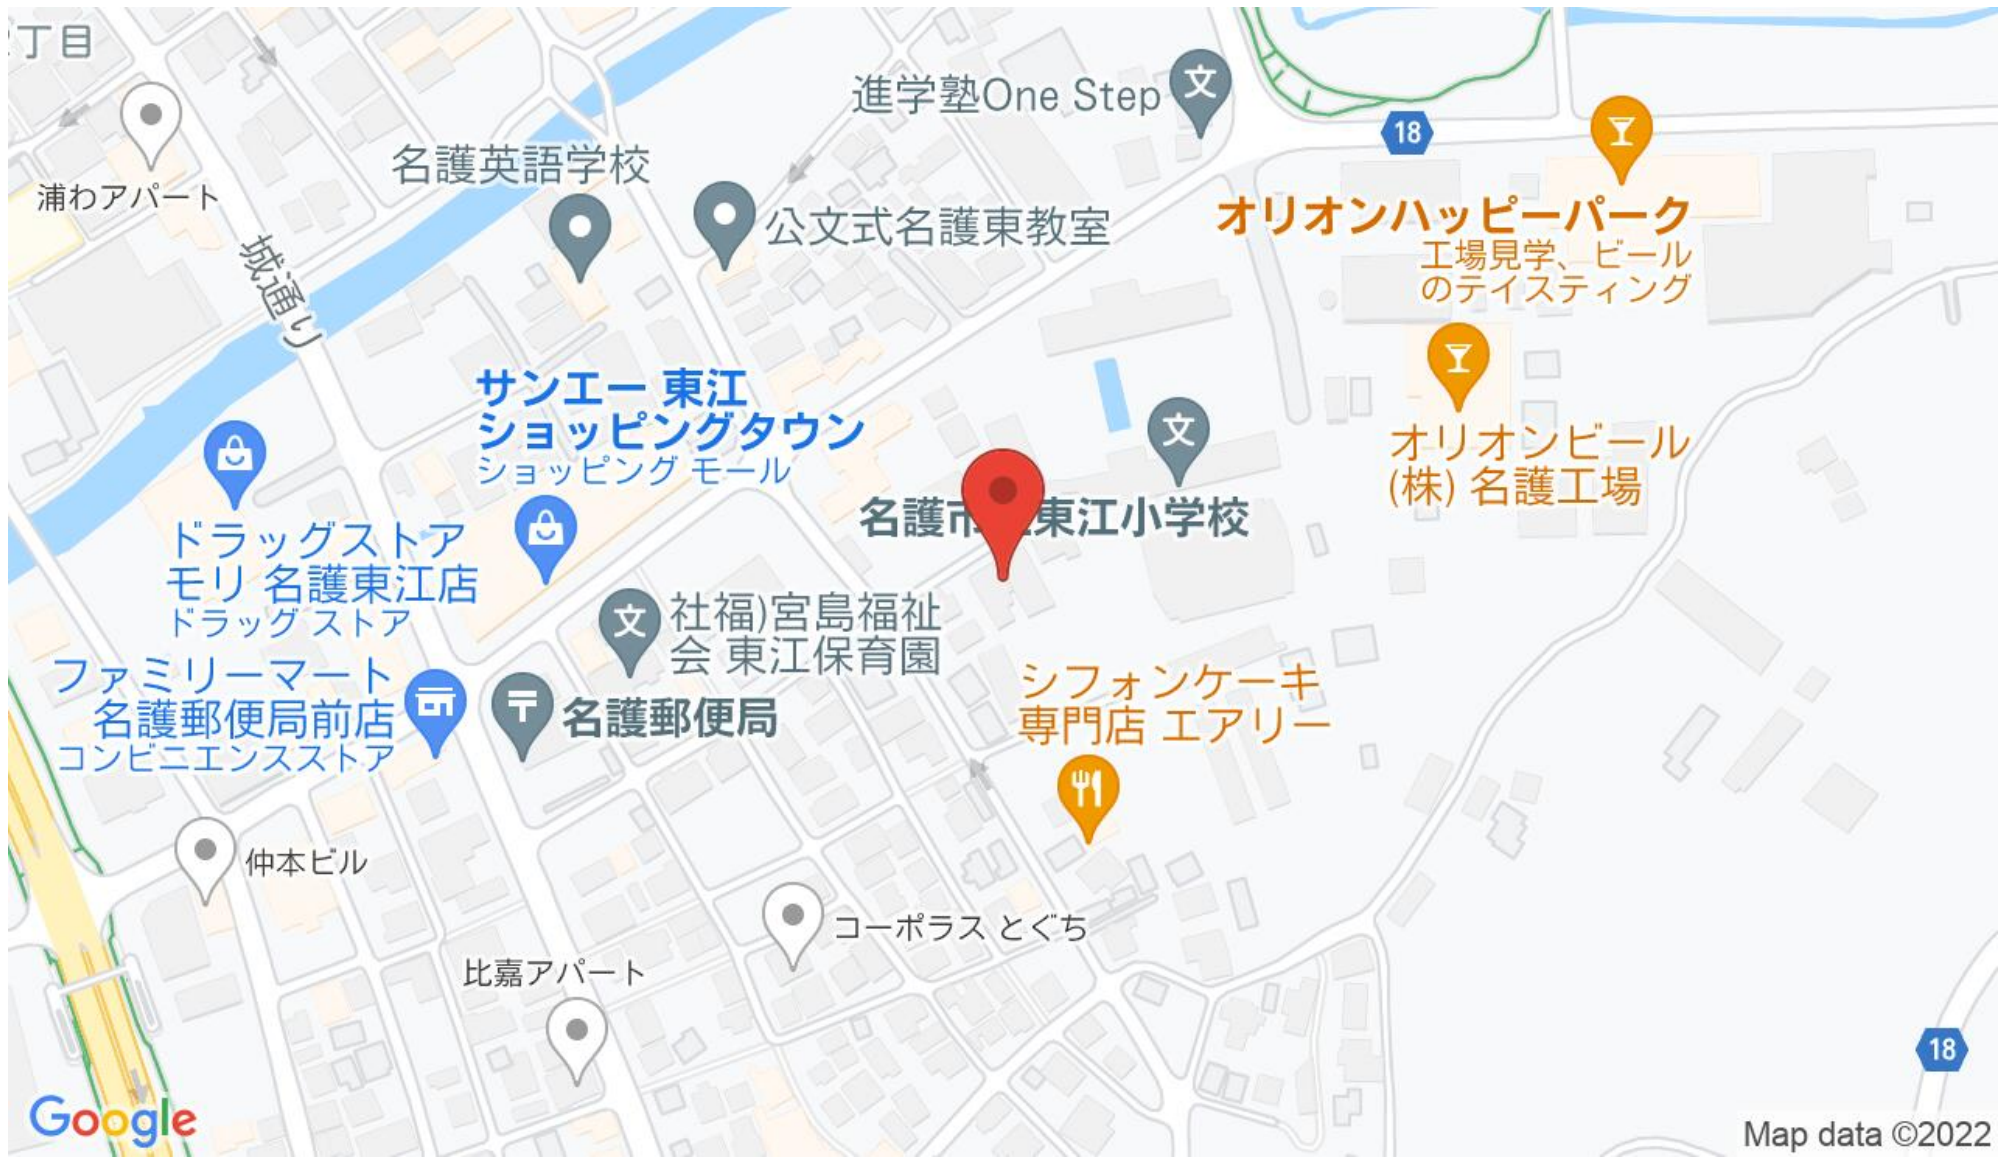 丁目
進学塾One Step
18
名護英語学校
浦わアパート
公文式名護東教室
オリオンハッピーパーク
工場見学、ビール
のテイスティング
城通り
サンエー 東江
ショッピングタウン
ショッピング モール
オリオンビール
(株) 名護工場
名護市
東江小学校
ドラッグストア
モリ 名護東江店
ドラッグ ストア
社福)宮島福祉
会 東江保育園
ファミリーマート
名護郵便局前店
コンビニエンスストア
名護郵便局
シフォンケーキ
専門店 エアリー
仲本ビル
コーポラス とぐち
比嘉アパート
18
Google
Map data ©2022